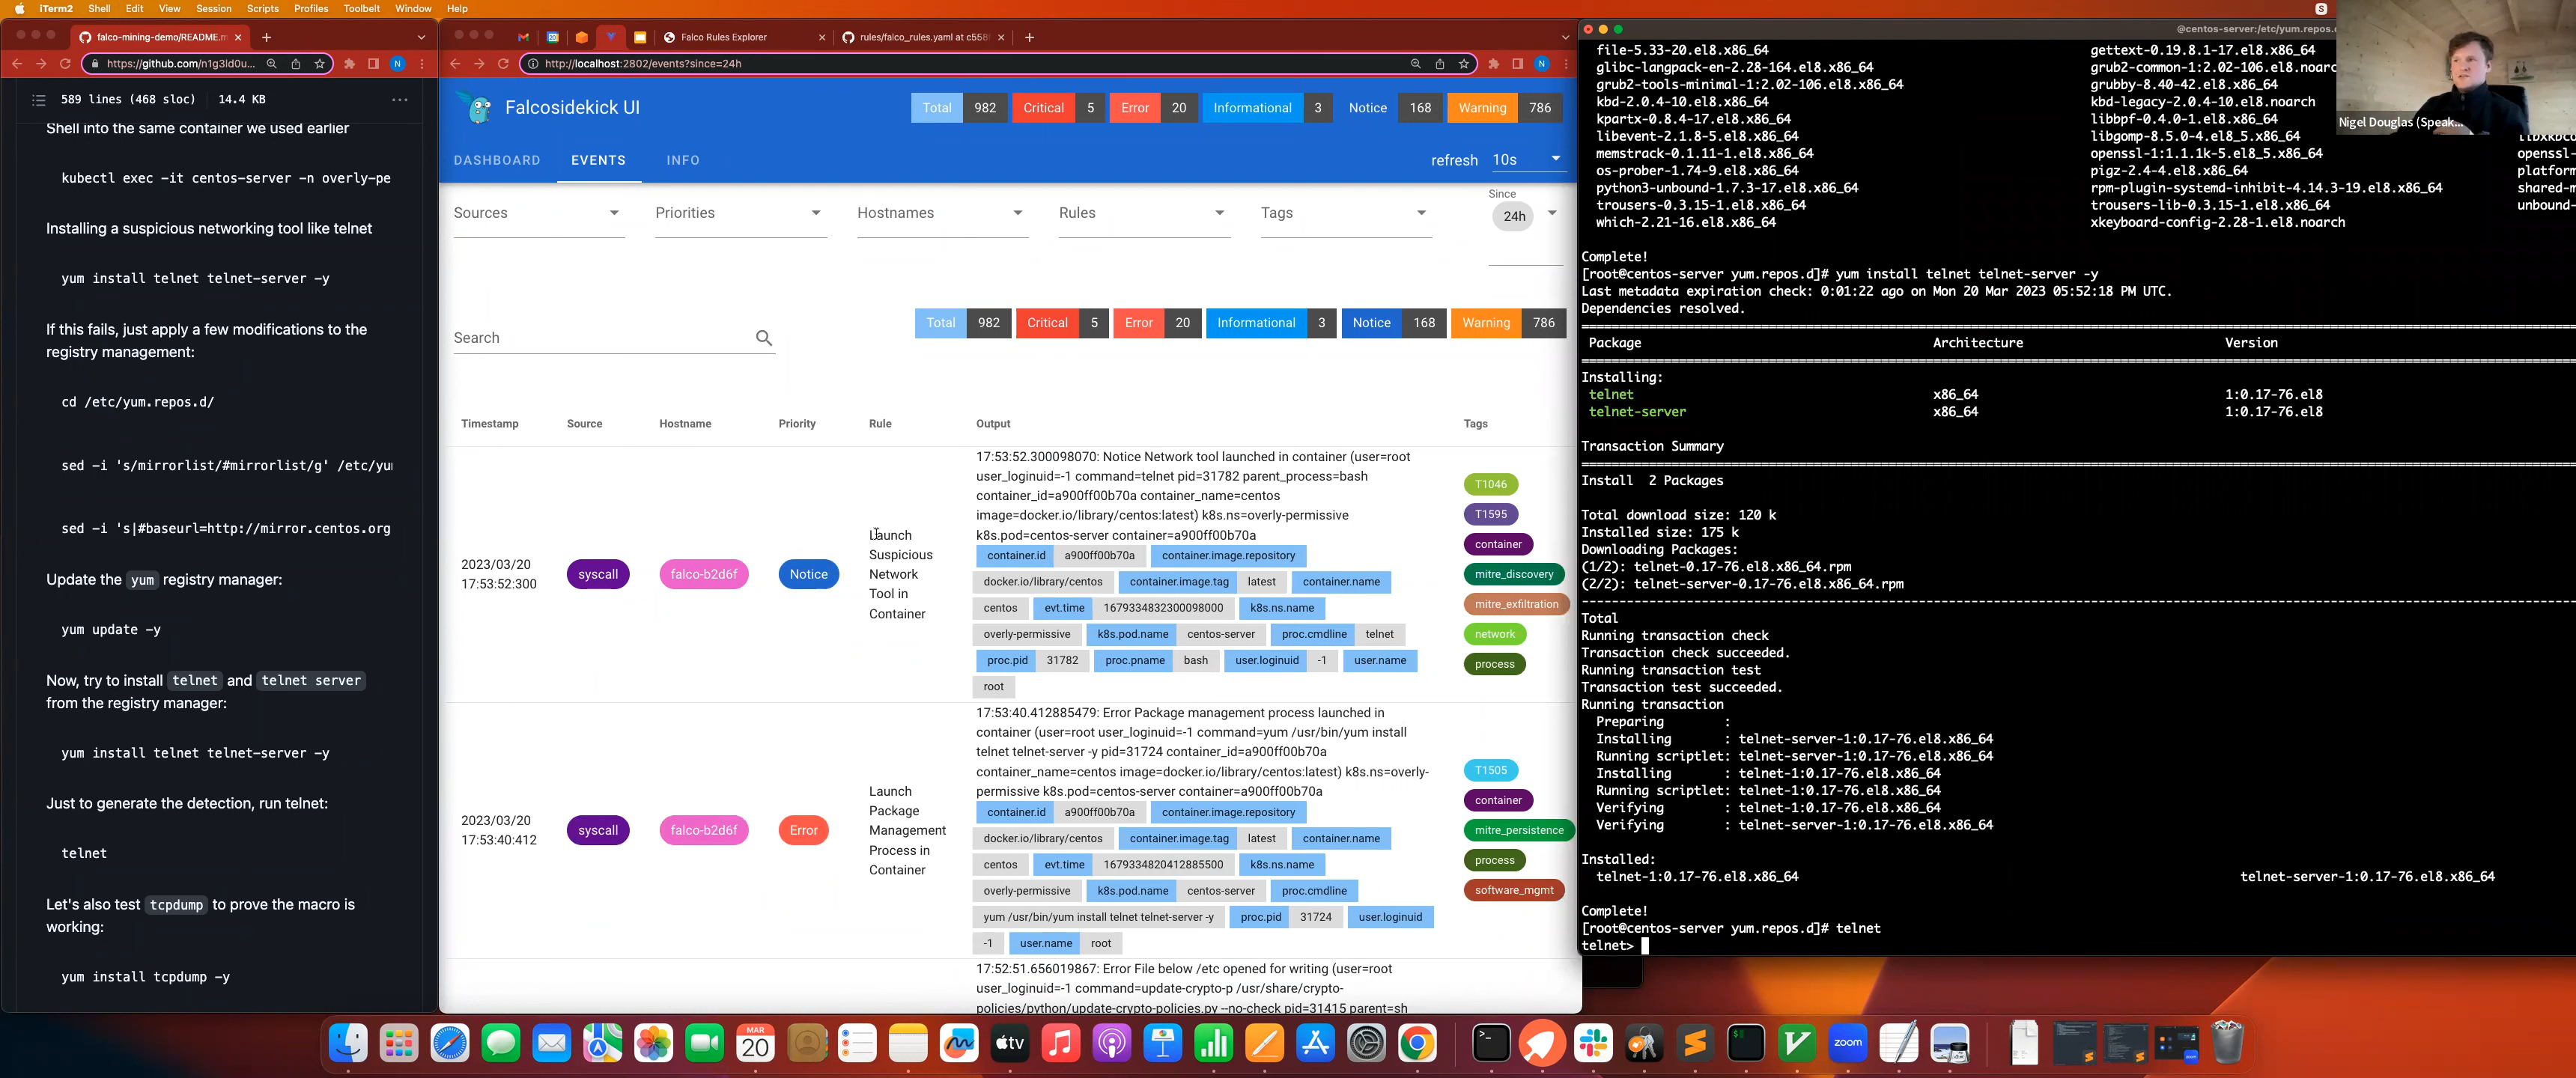 iTerm2 Shell Edit View Session Scripts Profiles Toolbelt Window Help
falco-mining-demo/README.m
https://github.com/n1g3ld0u...
589 lines (468 sloc) 14.4 KB
Shell into the same container we used earlier
kubectl exec -it centos-server -n overly-pe
Installing a suspicious networking tool like telnet
yum install telnet telnet-server -y
If this fails, just apply a few modifications to the
registry management:
cd /etc/yum.repos.d/
sed -i 's/mirrorlist/#mirrorlist/g' /etc/yu
sed -i 's|#baseurl=http://mirror.centos.org
Update the yum registry manager:
yum update -y
Now, try to install telnet and telnet server
from the registry manager:
yum install telnet telnet-server -y
Just to generate the detection, run telnet:
telnet
Let's also test tcpdump to prove the macro is
working:
yum install tcpdump -y
Falco Rules Explorer
rules/falco_rules.yaml at c558
http://localhost:2802/events?since=24h
N
Falcosidekick UI
Total 982 Critical 5 Error 20 Informational 3 Notice 168 Warning 786
DASHBOARD EVENTS INFO
refresh 10s
Sources Priorities Hostnames Rules Tags
Since
24h
Search
Total 982 Critical 5 Error 20 Informational 3 Notice 168 Warning 786
Timestamp Source Hostname Priority Rule Output Tags
2023/03/20
17:53:52:300
syscall
falco-b2d6f
Notice
Launch
Suspicious
Network
Tool in
Container
17:53:52.300098070: Notice Network tool launched in container (user=root
user_loginuid=-1 command=telnet pid=31782 parent_process=bash
container_id=a900ff00b70a container_name=centos
image=docker.io/library/centos:latest) k8s.ns=overly-permissive
k8s.pod=centos-server container=a900ff00b70a
container.id a900ff00b70a container.image.repository
docker.io/library/centos container.image.tag latest container.name
centos evt.time 1679334832300098000 k8s.ns.name
overly-permissive k8s.pod.name centos-server proc.cmdline telnet
proc.pid 31782 proc.pname bash user.loginuid -1 user.name
root
T1046
T1595
container
mitre_discovery
mitre_exfiltration
network
process
2023/03/20
17:53:40:412
syscall
falco-b2d6f
Error
Launch
Package
Management
Process in
Container
17:53:40.412885479: Error Package management process launched in
container (user=root user_loginuid=-1 command=yum /usr/bin/yum install
telnet telnet-server -y pid=31724 container_id=a900ff00b70a
container_name=centos image=docker.io/library/centos:latest) k8s.ns=overly-
permissive k8s.pod=centos-server container=a900ff00b70a
container.id a900ff00b70a container.image.repository
docker.io/library/centos container.image.tag latest container.name
centos evt.time 1679334820412885500 k8s.ns.name
overly-permissive k8s.pod.name centos-server proc.cmdline
yum /usr/bin/yum install telnet telnet-server -y proc.pid 31724 user.loginuid
-1 user.name root
T1505
container
mitre_persistence
process
software_mgmt
17:52:51.656019867: Error File below /etc opened for writing (user=root
user_loginuid=-1 command=update-crypto-p /usr/share/crypto-
policies/python/update-crypto-policies.py --no-check pid=31415 parent=sh
@centos-server:/etc/yum.repos.
file-5.33-20.el8.x86_64 gettext-0.19.8.1-17.el8.x86_64
glibc-langpack-en-2.28-164.el8.x86_64 grub2-common-1:2.02-106.el8.noarc
grub2-tools-minimal-1:2.02-106.el8.x86_64 grubby-8.40-42.el8.x86_64
kbd-2.0.4-10.el8.x86_64 kbd-legacy-2.0.4-10.el8.noarch
kpartx-0.8.4-17.el8.x86_64 libbpf-0.4.0-1.el8.x86_64
libevent-2.1.8-5.el8.x86_64 libgomp-8.5.0-4.el8_5.x86_64 libxkbco
memstrack-0.1.11-1.el8.x86_64 openssl-1:1.1.1k-5.el8_5.x86_64 openssl-
os-prober-1.74-9.el8.x86_64 pigz-2.4-4.el8.x86_64 platform
python3-unbound-1.7.3-17.el8.x86_64 rpm-plugin-systemd-inhibit-4.14.3-19.el8.x86_64 shared-m
trousers-0.3.15-1.el8.x86_64 trousers-lib-0.3.15-1.el8.x86_64 unbound-
which-2.21-16.el8.x86_64 xkeyboard-config-2.28-1.el8.noarch
Nigel Douglas (Speak...
Complete!
[root@centos-server yum.repos.d]# yum install telnet telnet-server -y
Last metadata expiration check: 0:01:22 ago on Mon 20 Mar 2023 05:52:18 PM UTC.
Dependencies resolved.
Package Architecture Version
Installing:
telnet x86_64 1:0.17-76.el8
telnet-server x86_64 1:0.17-76.el8
Transaction Summary
Install 2 Packages
Total download size: 120 k
Installed size: 175 k
Downloading Packages:
(1/2): telnet-0.17-76.el8.x86_64.rpm
(2/2): telnet-server-0.17-76.el8.x86_64.rpm
Total
Running transaction check
Transaction check succeeded.
Running transaction test
Transaction test succeeded.
Running transaction
Preparing :
Installing : telnet-server-1:0.17-76.el8.x86_64
Running scriptlet: telnet-server-1:0.17-76.el8.x86_64
Installing : telnet-1:0.17-76.el8.x86_64
Running scriptlet: telnet-1:0.17-76.el8.x86_64
Verifying : telnet-1:0.17-76.el8.x86_64
Verifying : telnet-server-1:0.17-76.el8.x86_64
Installed:
telnet-1:0.17-76.el8.x86_64 telnet-server-1:0.17-76.el8.x86_64
Complete!
[root@centos-server yum.repos.d]# telnet
telnet>
MAR
20
tv
zoom